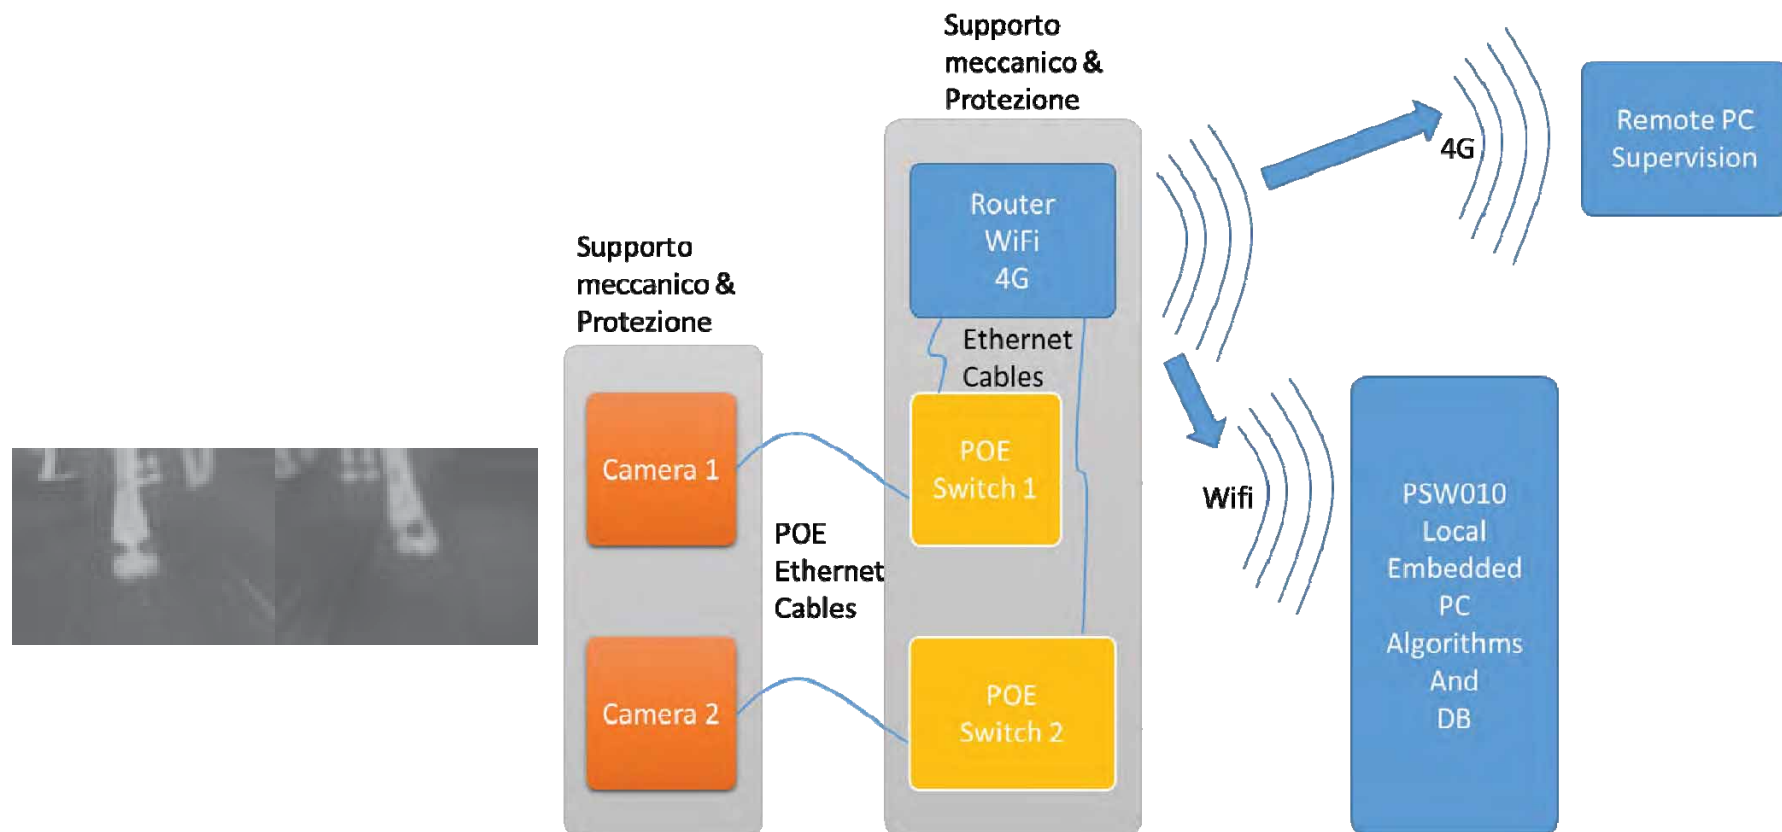 Supporto
meccanico &
Protezione
Supporto
meccanico &
Protezione
Router
WiFi
4G
Ethernet
Cables
4G
Remote PC
Supervision
Camera 1
POE
Switch 1
POE
Ethernet
Cables
Camera 2
POE
Switch 2
Wifi
PSW010
Local
Embedded
PC
Algorithms
And
DB